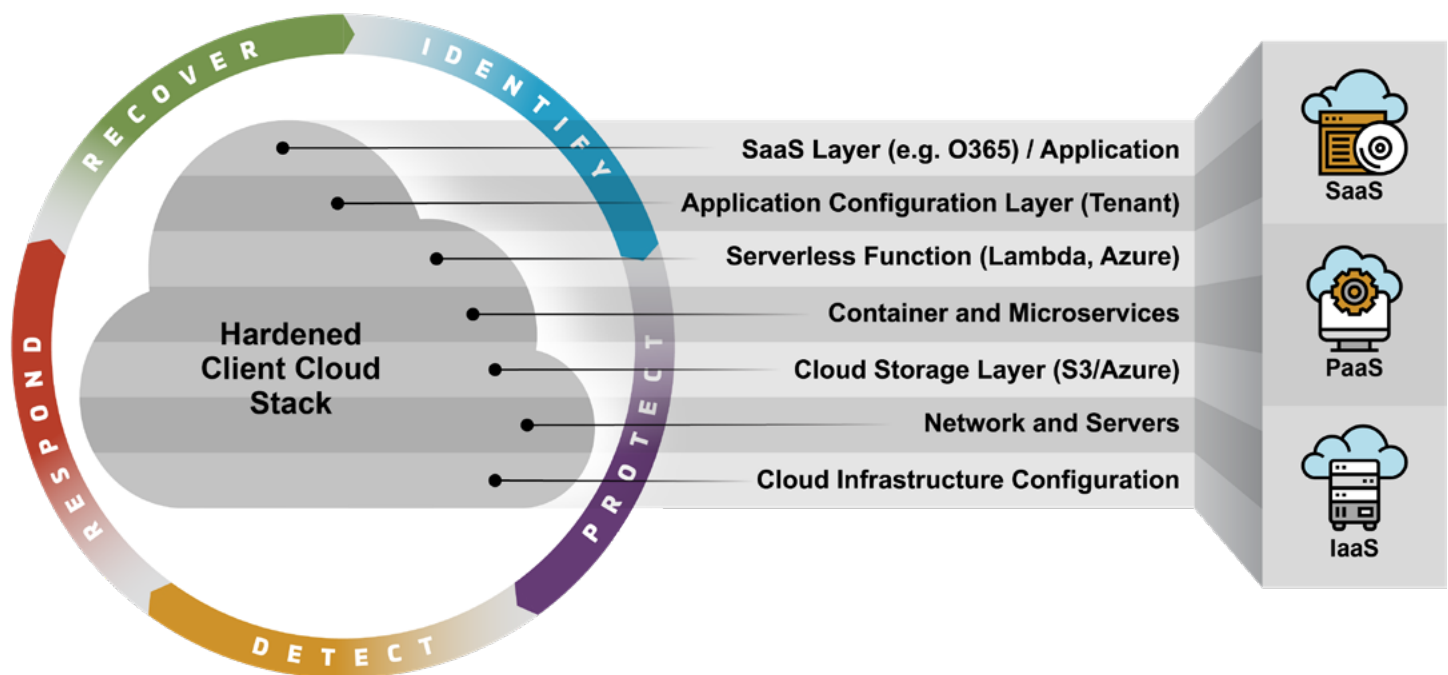 RECOVER
IDENTIFY
PROTECT
DETECT
RESPOND
Hardened
Client Cloud
Stack
SaaS Layer (e.g. O365) / Application
Application Configuration Layer (Tenant)
Serverless Function (Lambda, Azure)
Container and Microservices
Cloud Storage Layer (S3/Azure)
Network and Servers
Cloud Infrastructure Configuration
SaaS
PaaS
IaaS